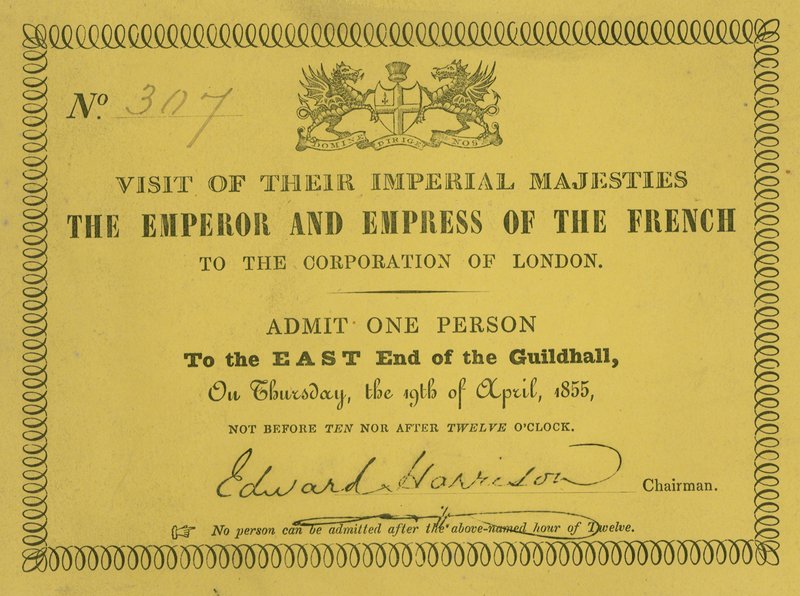 No. 307
DOMINE DIRIGE NOS
VISIT OF THEIR IMPERIAL MAJESTIES
THE EMPEROR AND EMPRESS OF THE FRENCH
TO THE CORPORATION OF LONDON.
ADMIT ONE PERSON
To the EAST End of the Guildhall,
On Thursday, the 19th of April, 1855,
NOT BEFORE TEN NOR AFTER TWELVE O'CLOCK.
Edward Harrison Chairman.
☞ No person can be admitted after the above-named hour of Twelve.